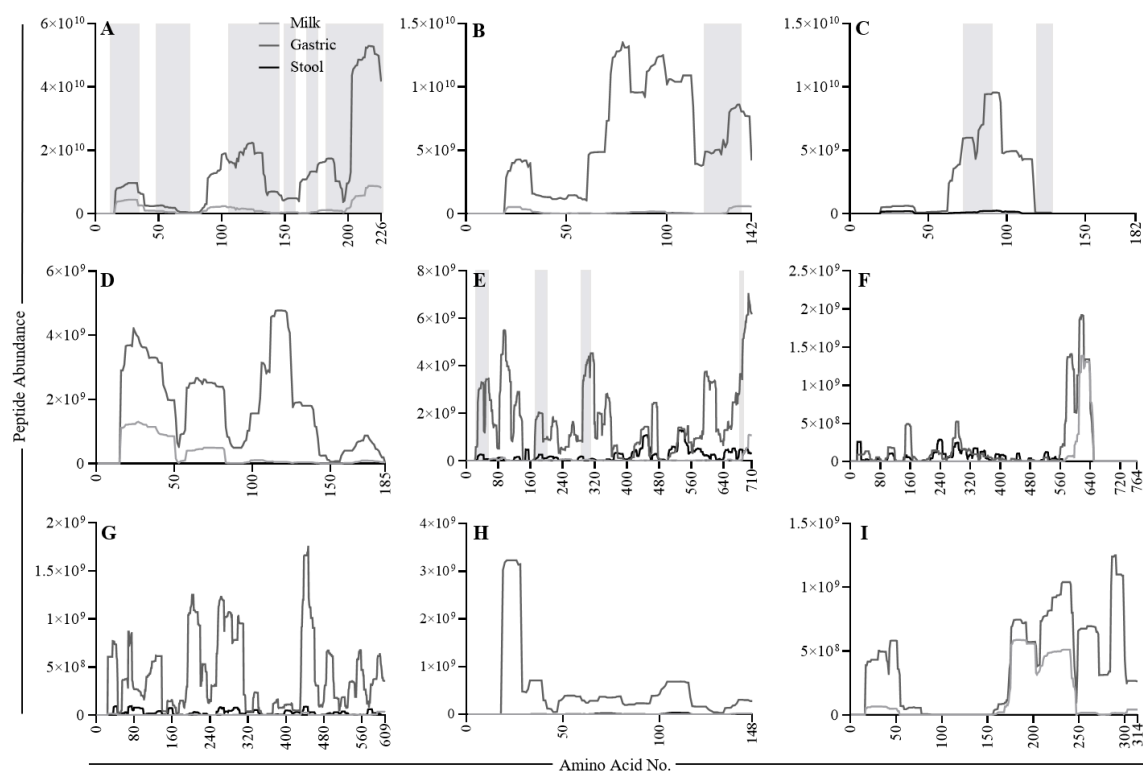 A
Milk
Gastric
Stool
6×10¹⁰
4×10¹⁰
2×10¹⁰
0
0 50 100 150 200 226
B
1.5×10¹⁰
1×10¹⁰
5×10⁹
0
0 50 100 142
C
1.5×10¹⁰
1×10¹⁰
5×10⁹
0
0 50 100 150 182
Peptide Abundance
D
6×10⁹
4×10⁹
2×10⁹
0
0 50 100 150 185
E
8×10⁹
6×10⁹
4×10⁹
2×10⁹
0
0 80 160 240 320 400 480 560 640 710
F
2.5×10⁹
2×10⁹
1.5×10⁹
1×10⁹
5×10⁸
0
0 80 160 240 320 400 480 560 640 720 764
G
2×10⁹
1.5×10⁹
1×10⁹
5×10⁸
0
0 80 160 240 320 400 480 560 609
H
4×10⁹
3×10⁹
2×10⁹
1×10⁹
0
0 50 100 148
I
1.5×10⁹
1×10⁹
5×10⁸
0
0 50 100 150 200 250 300 314
Amino Acid No.